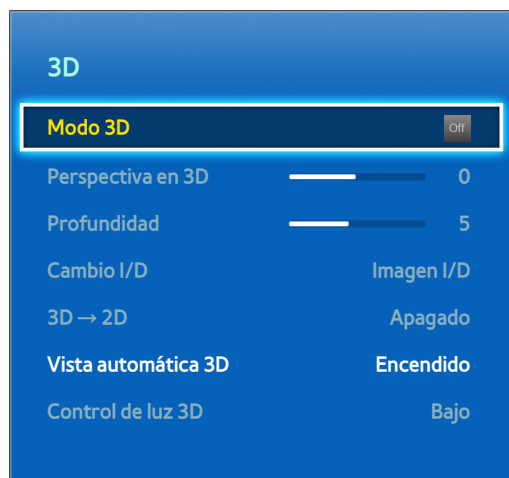 3D
Modo 3D Off
Perspectiva en 3D 0
Profundidad 5
Cambio I/D Imagen I/D
3D → 2D Apagado
Vista automática 3D Encendido
Control de luz 3D Bajo